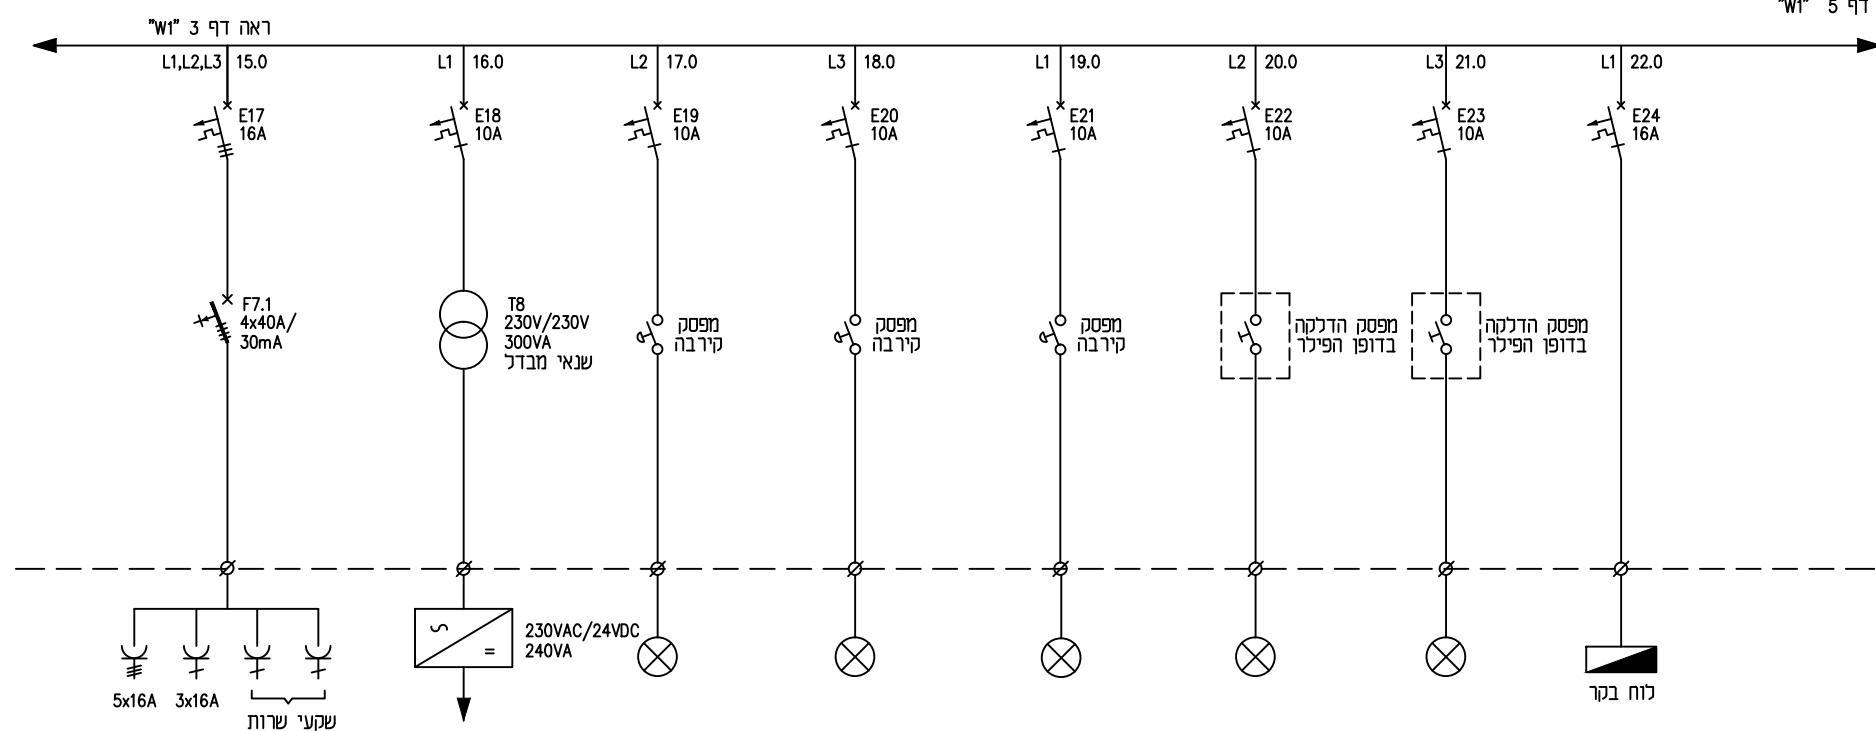 ראה דף 3 "W1"
דף 5 "W1"
L1,L2,L3 15.0
L1 16.0
L2 17.0
L3 18.0
L1 19.0
L2 20.0
L3 21.0
L1 22.0
E17
16A
E18
10A
E19
10A
E20
10A
E21
10A
E22
10A
E23
10A
E24
16A
F7.1
4x40A/
30mA
T8
230V/230V
300VA
שנאי מבדל
מפסק
קירבה
מפסק
קירבה
מפסק
קירבה
מפסק הדלקה
בדופן הפילר
מפסק הדלקה
בדופן הפילר
5x16A
3x16A
שקעי שרות
230VAC/24VDC
240VA
=
לוח בקר